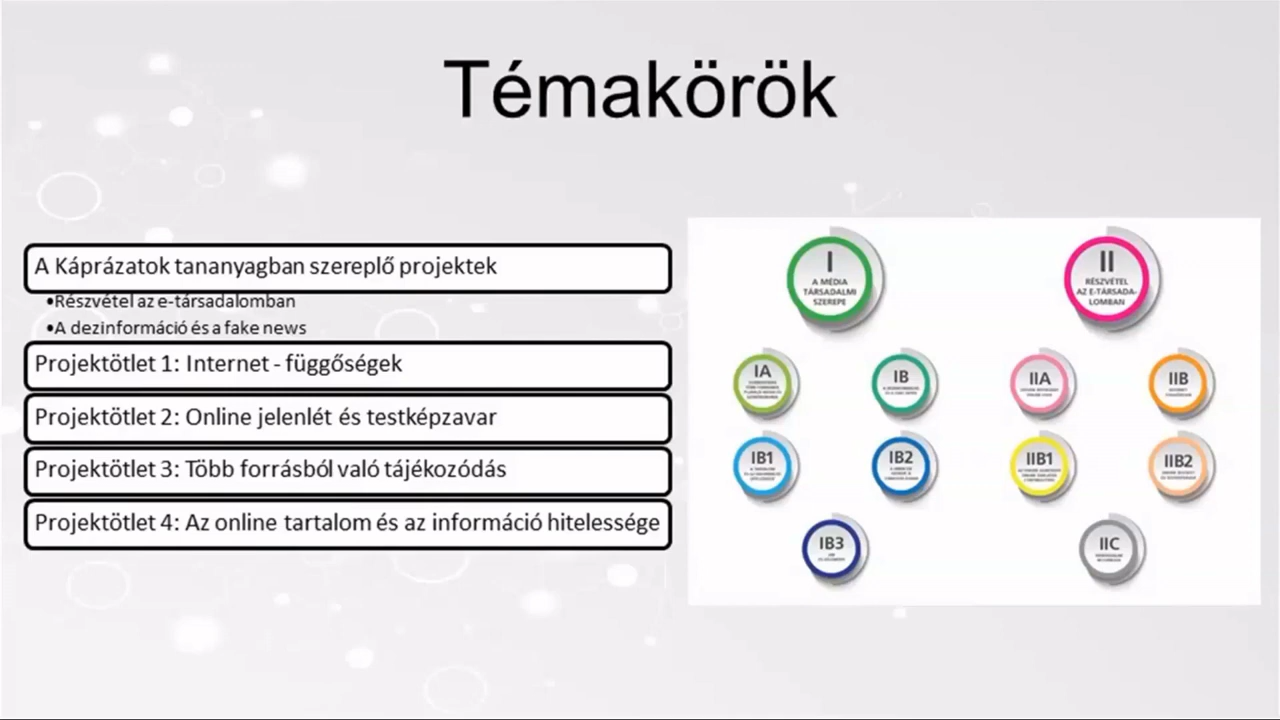 Témakörök
A Káprázatok tananyagban szereplő projektek
•Részvétel az e-társadalomban
•A dezinformáció és a fake news
Projektötlet 1: Internet - függőségek
Projektötlet 2: Online jelenlét és testképzavar
Projektötlet 3: Több forrásból való tájékozódás
Projektötlet 4: Az online tartalom és az információ hitelessége
I
A MÉDIA
TÁRSADALMI
SZEREPE
II
RÉSZVÉTEL
AZ E-TÁRSADA-
LOMBAN
IA
IB
IIA
IIB
IB1
IB2
IIB1
IIB2
IB3
IIC